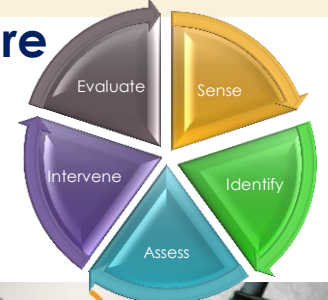 re
Evaluate
Sense
Intervene
Identify
Assess